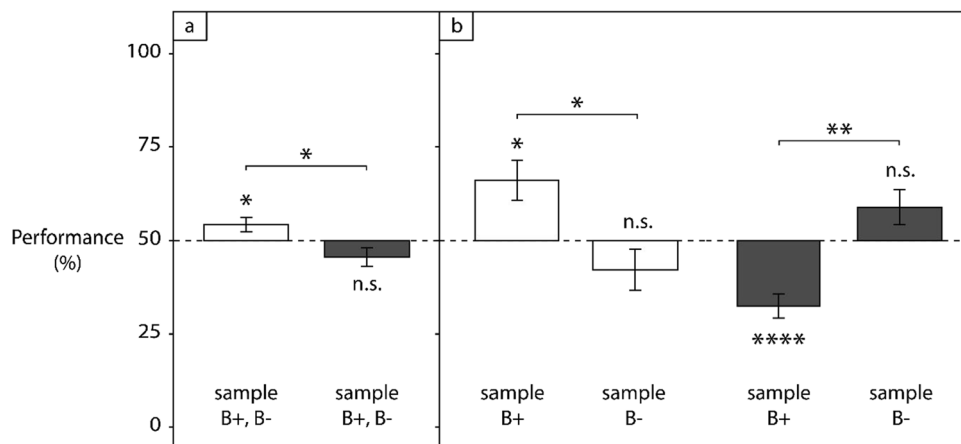 a
b
100
75
50
25
0
Performance
(%)
*
*
n.s.
*
*
n.s.
**
****
n.s.
sample
B+, B-
sample
B+, B-
sample
B+
sample
B-
sample
B+
sample
B-